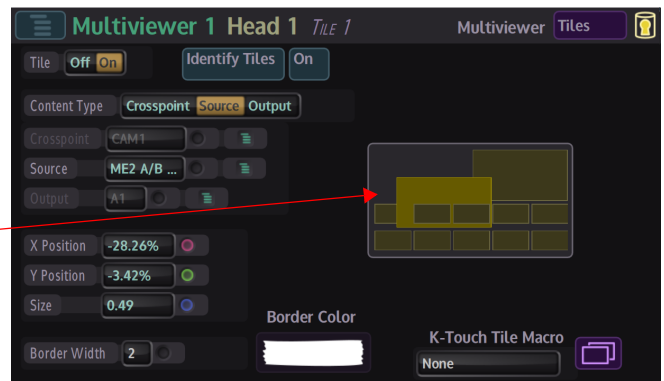 Multiviewer 1 Head 1 TILE 1 Multiviewer Tiles
Tile Off On Identify Tiles On
Content Type Crosspoint Source Output
Crosspoint CAM1
Source ME2 A/B ...
Output A1
X Position -28.26%
Y Position -3.42%
Size 0.49
Border Color
K-Touch Tile Macro
Border Width 2 None